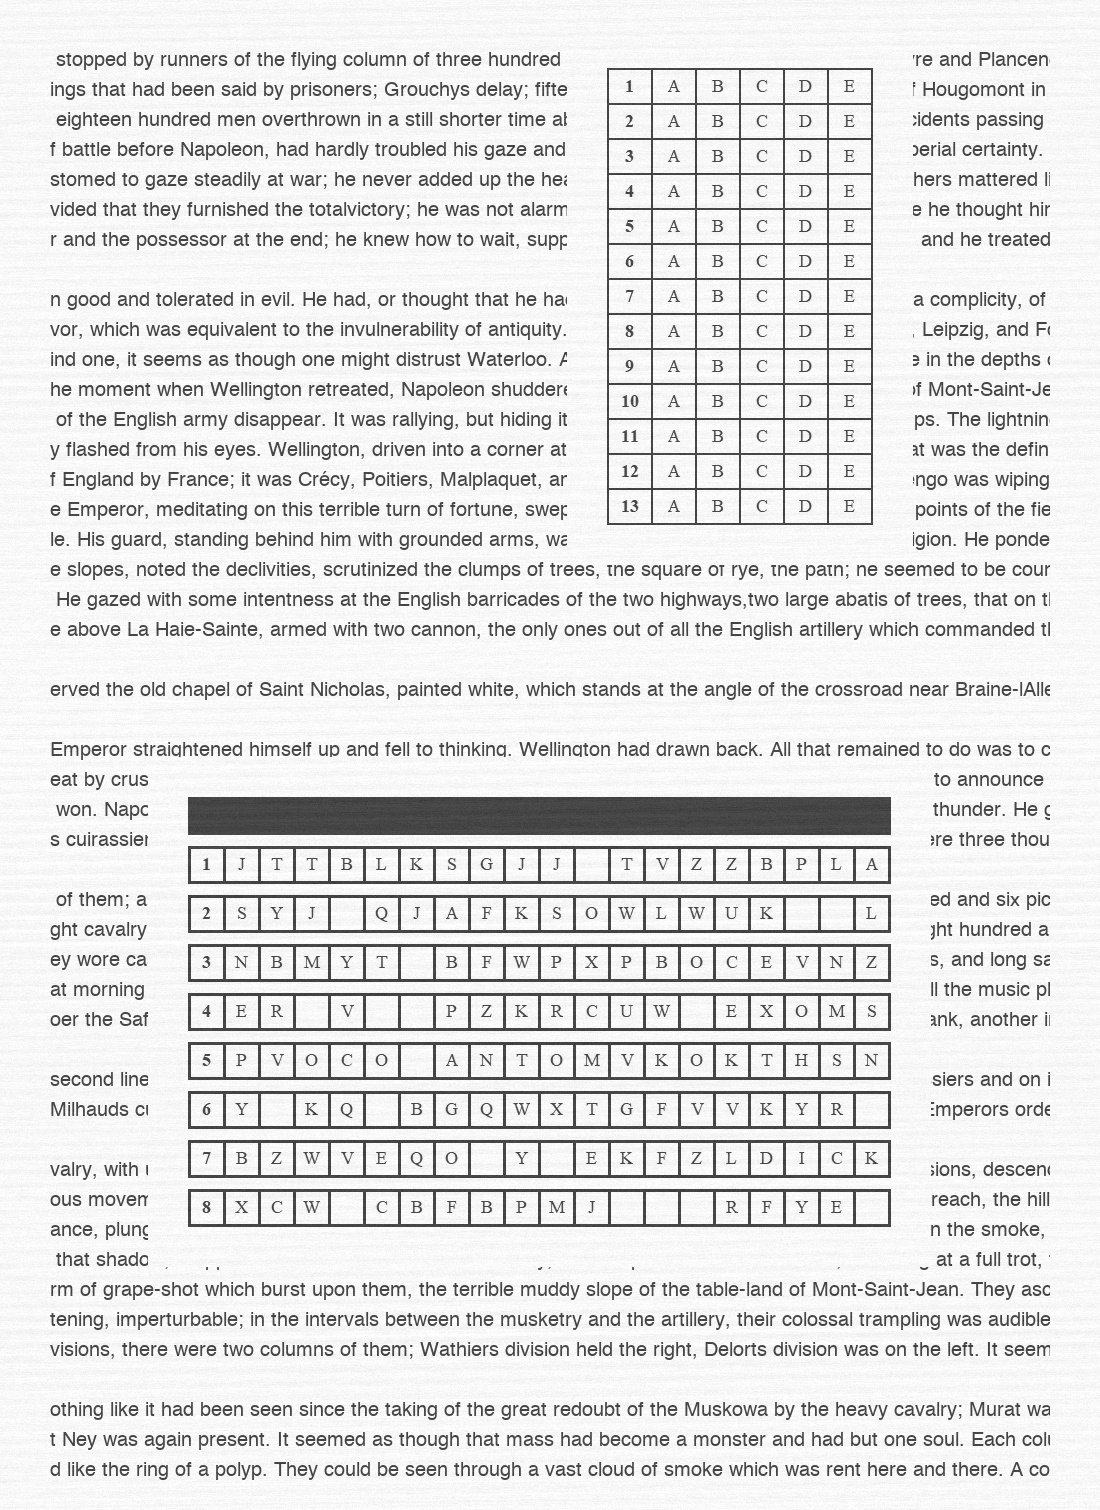 stopped by runners of the flying column of three hundred yre and Plancen
ings that had been said by prisoners; Grouchys delay; fifte f Hougomont in
eighteen hundred men overthrown in a still shorter time ab cidents passing
f battle before Napoleon, had hardly troubled his gaze and perial certainty.
stomed to gaze steadily at war; he never added up the hea hers mattered li
vided that they furnished the totalvictory; he was not alarm e he thought him
r and the possessor at the end; he knew how to wait, supp and he treated
n good and tolerated in evil. He had, or thought that he had a complicity, of
vor, which was equivalent to the invulnerability of antiquity. , Leipzig, and Fo
ind one, it seems as though one might distrust Waterloo. A e in the depths o
he moment when Wellington retreated, Napoleon shuddere of Mont-Saint-Je
of the English army disappear. It was rallying, but hiding it ps. The lightnin
y flashed from his eyes. Wellington, driven into a corner at at was the defin
f England by France; it was Crécy, Poitiers, Malplaquet, an engo was wiping
e Emperor, meditating on this terrible turn of fortune, swep points of the fie
le. His guard, standing behind him with grounded arms, wa igion. He ponde
1 A B C D E
2 A B C D E
3 A B C D E
4 A B C D E
5 A B C D E
6 A B C D E
7 A B C D E
8 A B C D E
9 A B C D E
10 A B C D E
11 A B C D E
12 A B C D E
13 A B C D E
e slopes, noted the declivities, scrutinized the clumps of trees, the square of rye, the path; he seemed to be coun
He gazed with some intentness at the English barricades of the two highways,two large abatis of trees, that on th
e above La Haie-Sainte, armed with two cannon, the only ones out of all the English artillery which commanded th
erved the old chapel of Saint Nicholas, painted white, which stands at the angle of the crossroad near Braine-lAlle
Emperor straightened himself up and fell to thinking. Wellington had drawn back. All that remained to do was to c
eat by crus to announce
won. Napo thunder. He g
s cuirassier ere three thou
of them; a ed and six pic
ght cavalry ght hundred a
ey wore ca s, and long sa
at morning ll the music pl
oer the Saf ank, another in
second line siers and on i
Milhauds cu Emperors orde
valry, with u sions, descend
ous movem reach, the hill
ance, plung n the smoke,
that shado at a full trot,
1 J T T B L K S G J J T V Z Z B P L A
2 S Y J Q J A F K S O W L W U K L
3 N B M Y T B F W P X P B O C E V N Z
4 E R V P Z K R C U W E X O M S
5 P V O C O A N T O M V K O K T H S N
6 Y K Q B G Q W X T G F V V K Y R
7 B Z W V E Q O Y E K F Z L D I C K
8 X C W C B F B P M J R F Y E
rm of grape-shot which burst upon them, the terrible muddy slope of the table-land of Mont-Saint-Jean. They asc
tening, imperturbable; in the intervals between the musketry and the artillery, their colossal trampling was audible
visions, there were two columns of them; Wathiers division held the right, Delorts division was on the left. It seem
othing like it had been seen since the taking of the great redoubt of the Muskowa by the heavy cavalry; Murat wa
t Ney was again present. It seemed as though that mass had become a monster and had but one soul. Each colu
d like the ring of a polyp. They could be seen through a vast cloud of smoke which was rent here and there. A co